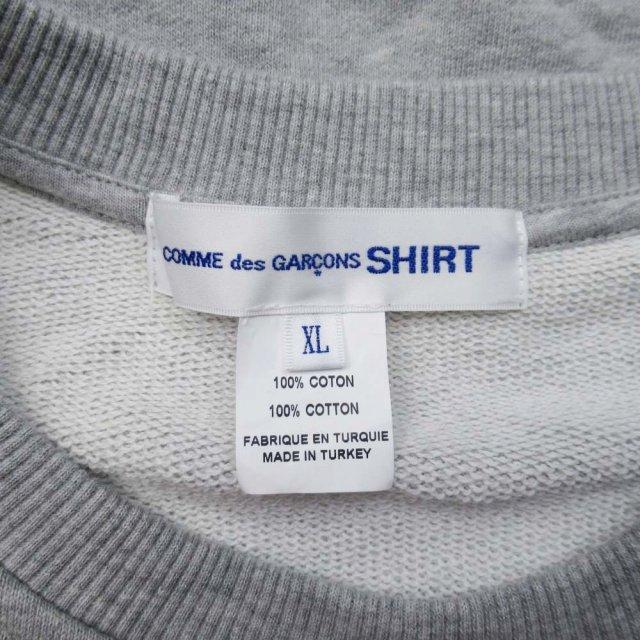 COMME des GARÇONS SHIRT
XL
100% COTON
100% COTTON
FABRIQUE EN TURQUIE
MADE IN TURKEY